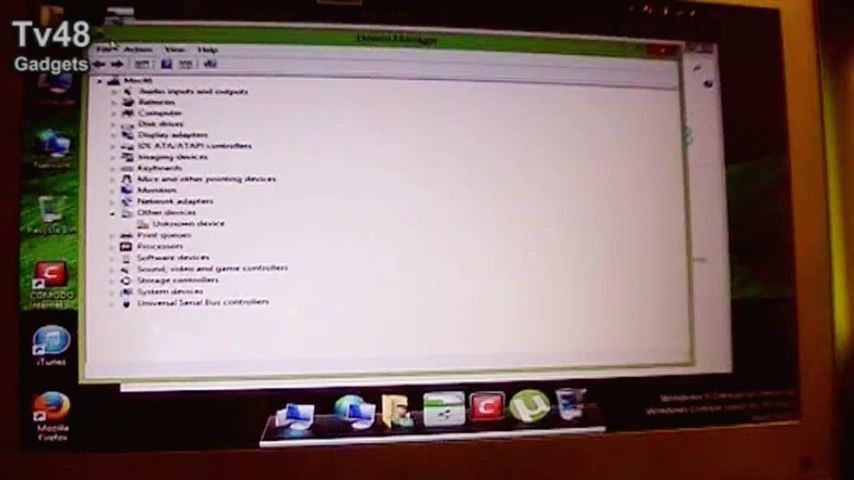 Tv48
Gadgets
Device Manager
File Action View Help
Audio inputs and outputs
Batteries
Computer
Disk drives
Display adapters
IDE ATA/ATAPI controllers
Imaging devices
Keyboards
Mice and other pointing devices
Monitors
Network adapters
Other devices
Unknown device
Print queues
Processors
Software devices
Sound, video and game controllers
Storage controllers
System devices
Universal Serial Bus controllers
Recycle Bin
COMODO
iTunes
Mozilla
Firefox